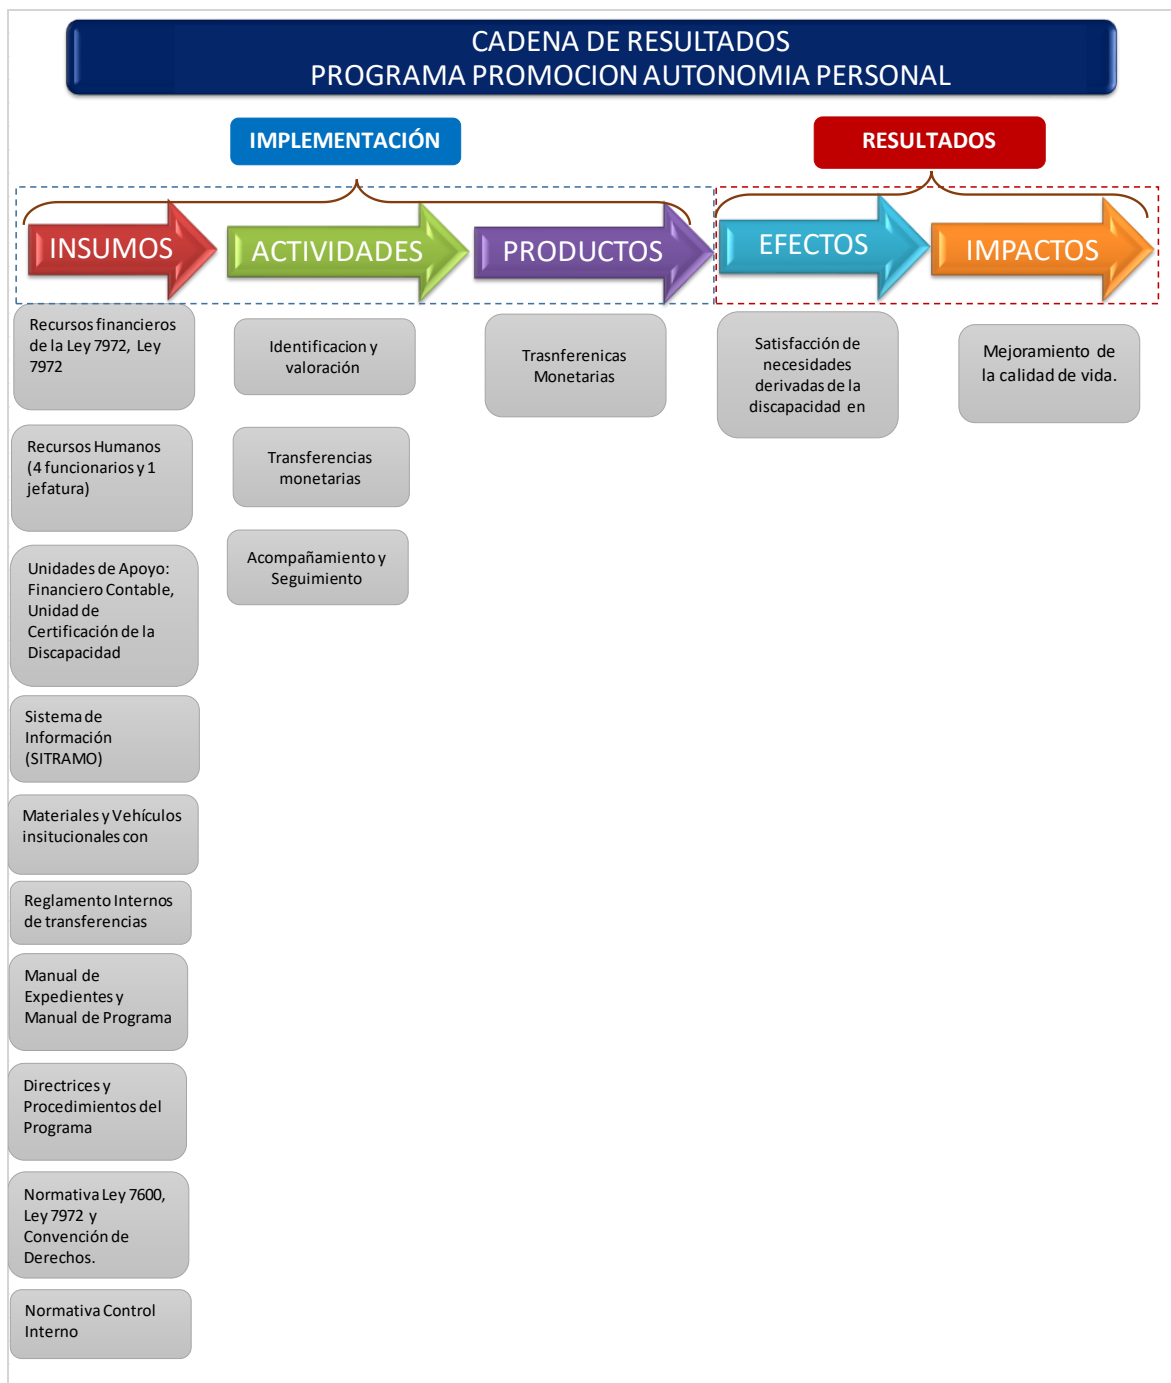 CADENA DE RESULTADOS
PROGRAMA PROMOCION AUTONOMIA PERSONAL
IMPLEMENTACIÓN
RESULTADOS
INSUMOS
ACTIVIDADES
PRODUCTOS
EFECTOS
IMPACTOS
Recursos financieros
de la Ley 7972, Ley
7972
Recursos Humanos
(4 funcionarios y 1
jefatura)
Unidades de Apoyo:
Financiero Contable,
Unidad de
Certificación de la
Discapacidad
Sistema de
Información
(SITRAMO)
Materiales y Vehículos
insitucionales con
Reglamento Internos
de transferencias
Manual de
Expedientes y
Manual de Programa
Directrices y
Procedimientos del
Programa
Normativa Ley 7600,
Ley 7972 y
Convención de
Derechos.
Normativa Control
Interno
Identificacion y
valoración
Transferencias
monetarias
Acompañamiento y
Seguimiento
Trasnferenicas
Monetarias
Satisfacción de
necesidades
derivadas de la
discapacidad en
Mejoramiento de
la calidad de vida.